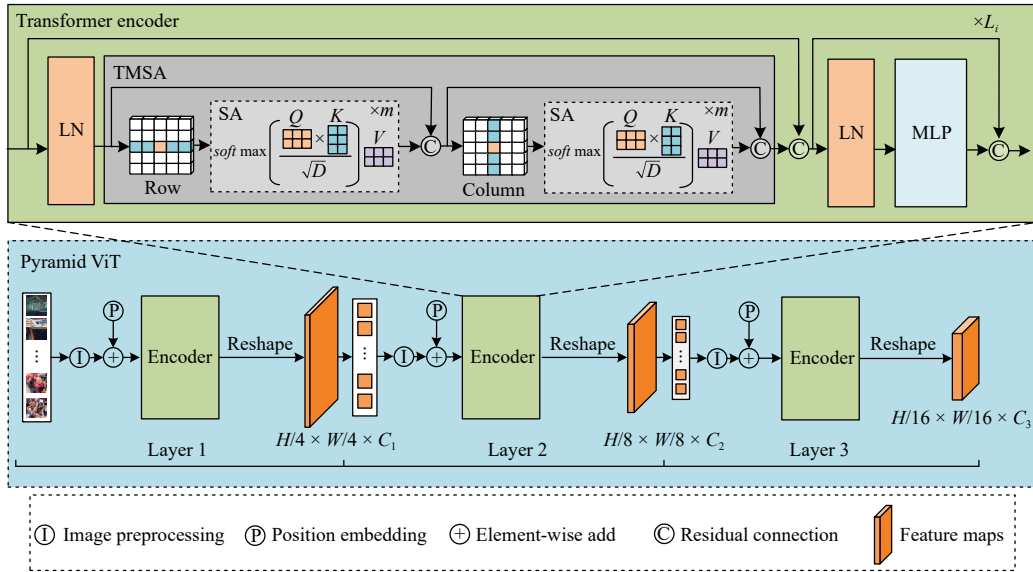 Transformer encoder
×Lᵢ
TMSA
LN
Row
SA
×m
soft max
Q
×
K
√D
V
C
Column
SA
×m
soft max
Q
×
K
√D
V
C
C
LN
MLP
C
Pyramid ViT
P
I
+
Encoder
Reshape
H/4 × W/4 × C₁
P
I
+
Encoder
Reshape
H/8 × W/8 × C₂
P
I
+
Encoder
Reshape
H/16 × W/16 × C₃
Layer 1
Layer 2
Layer 3
I Image preprocessing
P Position embedding
+ Element-wise add
C Residual connection
Feature maps